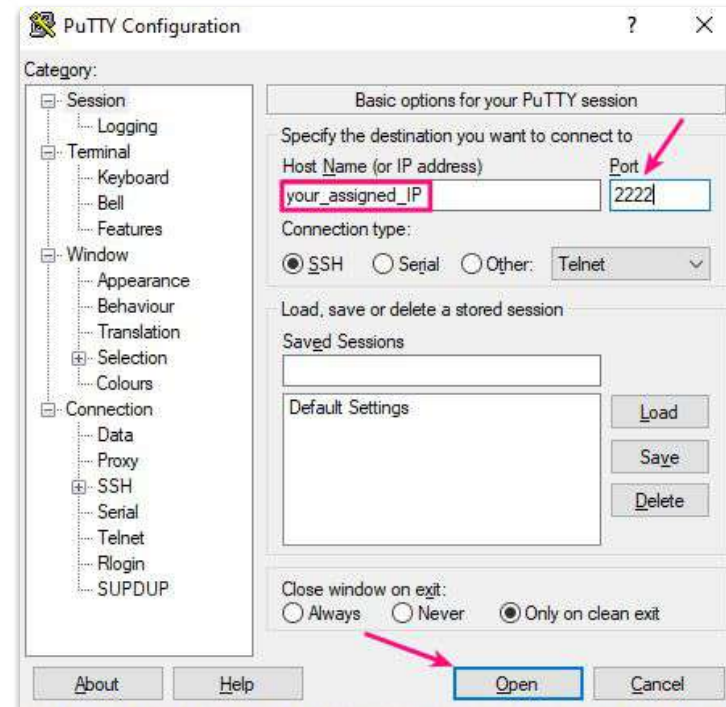 PuTTY Configuration
?
Category:
Session
Logging
Terminal
Keyboard
Bell
Features
Window
Appearance
Behaviour
Translation
Selection
Colours
Connection
Data
Proxy
SSH
Serial
Telnet
Rlogin
SUPDUP
Basic options for your PuTTY session
Specify the destination you want to connect to
Host Name (or IP address) Port
your_assigned_IP 2222
Connection type:
SSH Serial Other: Telnet
Load, save or delete a stored session
Saved Sessions
Default Settings
Load
Save
Delete
Close window on exit:
Always Never Only on clean exit
About Help Open Cancel